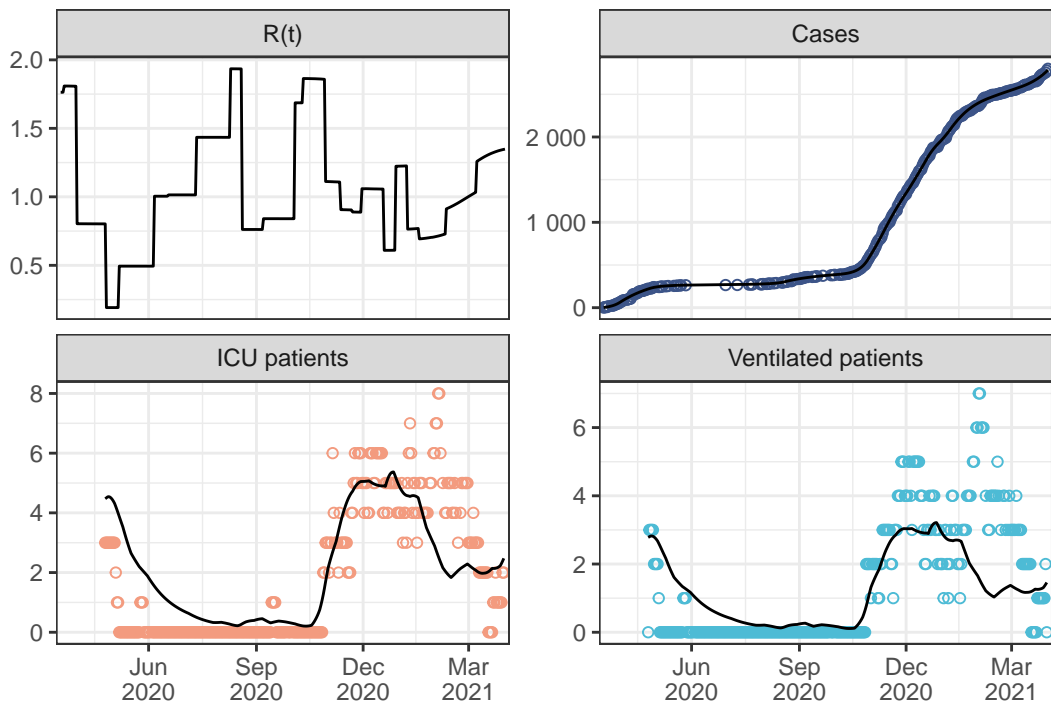 R(t)
Cases
2.0
1.5
1.0
0.5
2 000
1 000
0
ICU patients
Ventilated patients
8
6
4
2
0
6
4
2
0
Jun Sep Dec Mar
2020 2020 2020 2021
Jun Sep Dec Mar
2020 2020 2020 2021